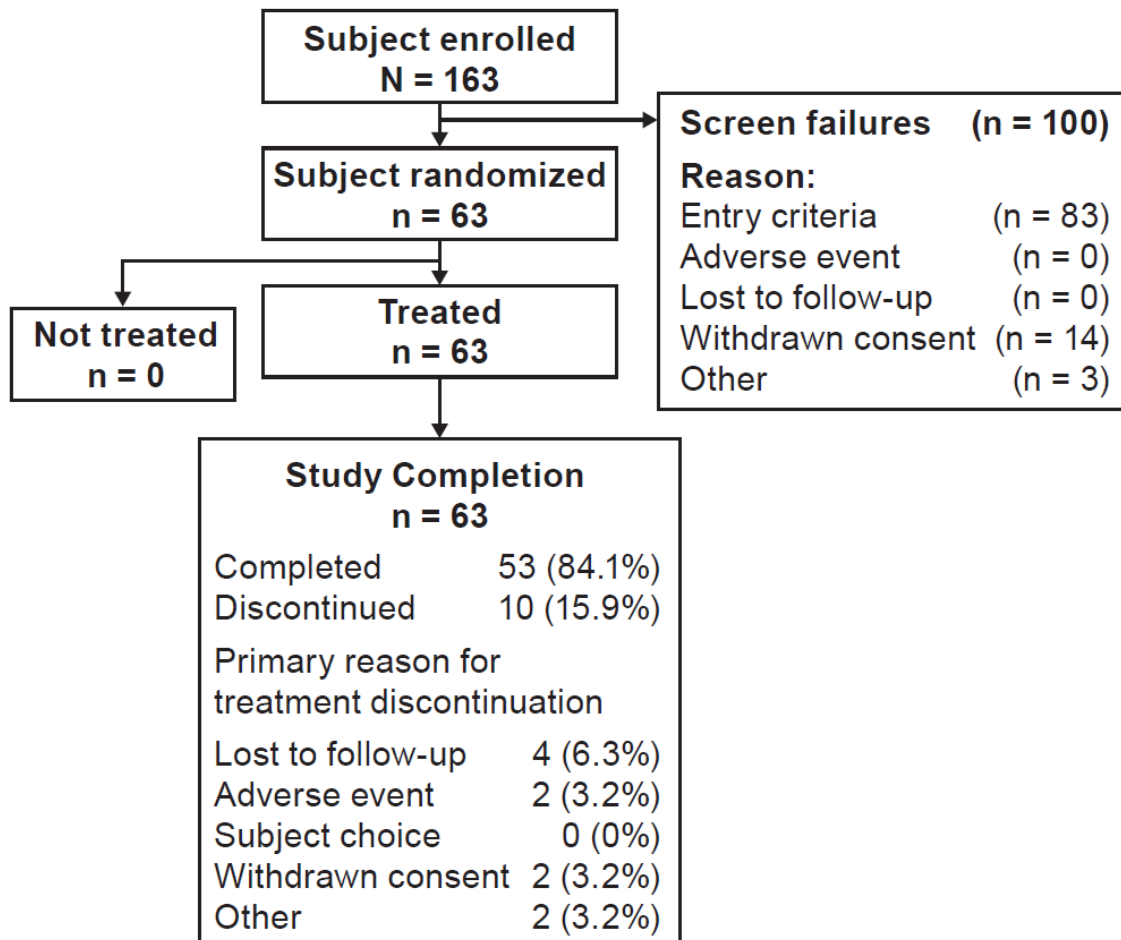 Subject enrolled
N = 163
Screen failures (n = 100)
Reason:
Entry criteria (n = 83)
Adverse event (n = 0)
Lost to follow-up (n = 0)
Withdrawn consent (n = 14)
Other (n = 3)
Subject randomized
n = 63
Not treated
n = 0
Treated
n = 63
Study Completion
n = 63
Completed 53 (84.1%)
Discontinued 10 (15.9%)
Primary reason for
treatment discontinuation
Lost to follow-up 4 (6.3%)
Adverse event 2 (3.2%)
Subject choice 0 (0%)
Withdrawn consent 2 (3.2%)
Other 2 (3.2%)